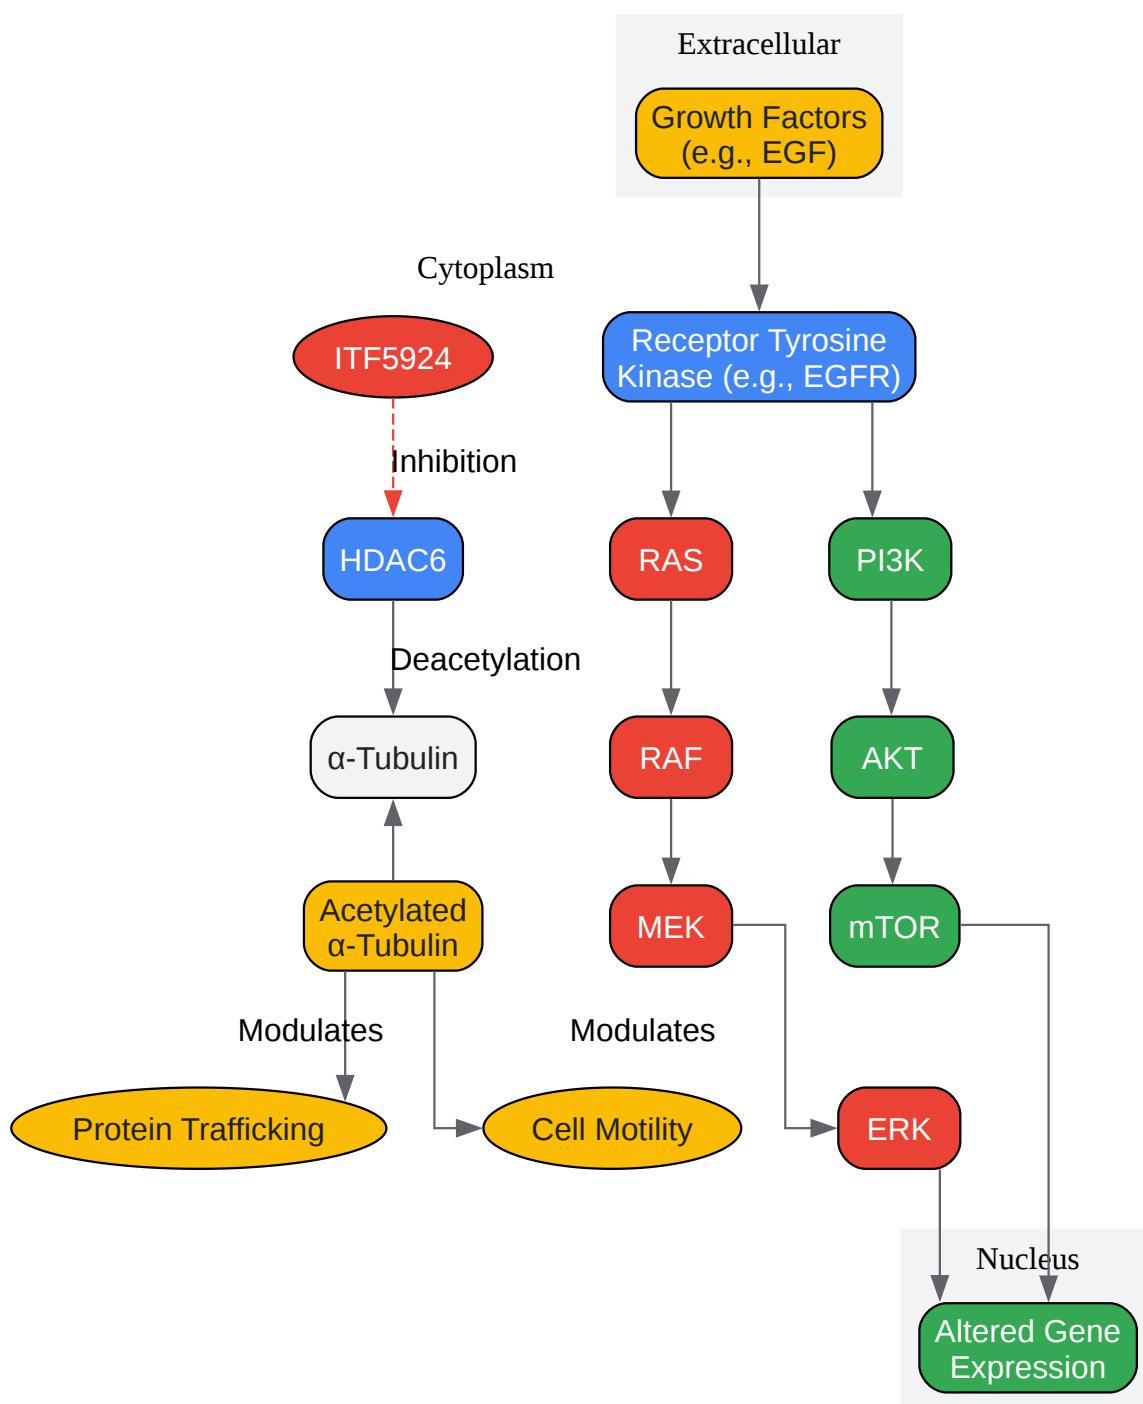 Extracellular
Growth Factors
(e.g., EGF)
Cytoplasm
ITF5924
Receptor Tyrosine
Kinase (e.g., EGFR)
Inhibition
HDAC6
RAS
PI3K
Deacetylation
α-Tubulin
RAF
AKT
Acetylated
α-Tubulin
MEK
mTOR
Modulates
Modulates
Protein Trafficking
Cell Motility
ERK
Nucleus
Altered Gene
Expression